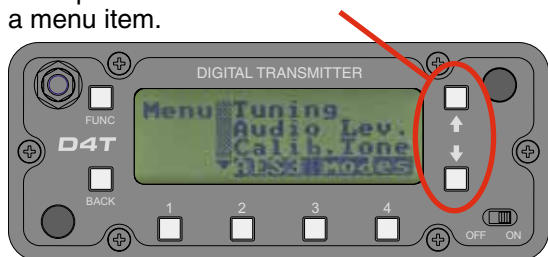 a menu item.
DIGITAL TRANSMITTER
FUNC
Menu Tuning
Audio Lev.
Calib.Tone
D4T
BACK
1 2 3 4
OFF ON